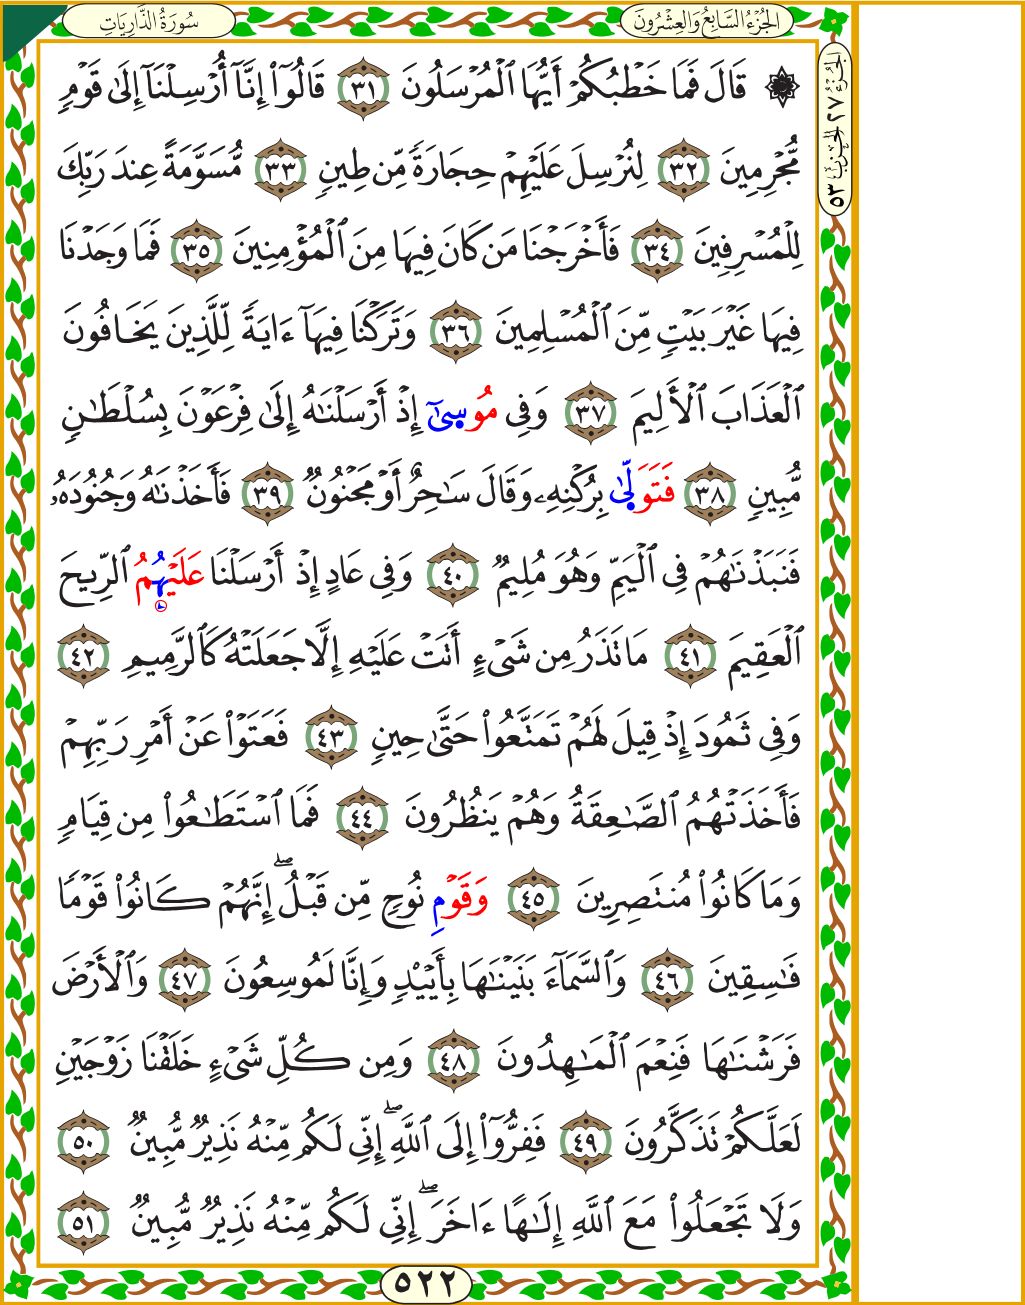 الجُزْءُ السَّابِعُ وَالعِشْرُونَ
سُورَةُ الذَّارِيَاتِ
۞ قَالَ فَمَا خَطْبُكُمْ أَيُّهَا ٱلْمُرْسَلُونَ ٣١ قَالُوٓا۟ إِنَّآ أُرْسِلْنَآ إِلَىٰ قَوْمٍ
مُّجْرِمِينَ ٣٢ لِنُرْسِلَ عَلَيْهِمْ حِجَارَةً مِّن طِينٍ ٣٣ مُّسَوَّمَةً عِندَ رَبِّكَ
لِلْمُسْرِفِينَ ٣٤ فَأَخْرَجْنَا مَن كَانَ فِيهَا مِنَ ٱلْمُؤْمِنِينَ ٣٥ فَمَا وَجَدْنَا
فِيهَا غَيْرَ بَيْتٍ مِّنَ ٱلْمُسْلِمِينَ ٣٦ وَتَرَكْنَا فِيهَآ ءَايَةً لِّلَّذِينَ يَخَافُونَ
ٱلْعَذَابَ ٱلْأَلِيمَ ٣٧ وَفِى مُوسِىٰٓ إِذْ أَرْسَلْنَٰهُ إِلَىٰ فِرْعَوْنَ بِسُلْطَٰنٍ
مُّبِينٍ ٣٨ فَتَوَلِّىٰ بِرُكْنِهِۦ وَقَالَ سَٰحِرٌ أَوْ مَجْنُونٌ ٣٩ فَأَخَذْنَٰهُ وَجُنُودَهُۥ
فَنَبَذْنَٰهُمْ فِى ٱلْيَمِّ وَهُوَ مُلِيمٌ ٤٠ وَفِى عَادٍ إِذْ أَرْسَلْنَا عَلَيْهُمُ ٱلرِّيحَ
ٱلْعَقِيمَ ٤١ مَا تَذَرُ مِن شَىْءٍ أَتَتْ عَلَيْهِ إِلَّا جَعَلَتْهُ كَٱلرَّمِيمِ ٤٢
وَفِى ثَمُودَ إِذْ قِيلَ لَهُمْ تَمَتَّعُوا۟ حَتَّىٰ حِينٍ ٤٣ فَعَتَوْا۟ عَنْ أَمْرِ رَبِّهِمْ
فَأَخَذَتْهُمُ ٱلصَّٰعِقَةُ وَهُمْ يَنظُرُونَ ٤٤ فَمَا ٱسْتَطَٰعُوا۟ مِن قِيَامٍ
وَمَا كَانُوا۟ مُنتَصِرِينَ ٤٥ وَقَوْمِ نُوحٍ مِّن قَبْلُ ۖ إِنَّهُمْ كَانُوا۟ قَوْمًا
فَٰسِقِينَ ٤٦ وَٱلسَّمَآءَ بَنَيْنَٰهَا بِأَيْي۟دٍ وَإِنَّا لَمُوسِعُونَ ٤٧ وَٱلْأَرْضَ
فَرَشْنَٰهَا فَنِعْمَ ٱلْمَٰهِدُونَ ٤٨ وَمِن كُلِّ شَىْءٍ خَلَقْنَا زَوْجَيْنِ
لَعَلَّكُمْ تَذَكَّرُونَ ٤٩ فَفِرُّوٓا۟ إِلَى ٱللَّهِ ۖ إِنِّى لَكُم مِّنْهُ نَذِيرٌ مُّبِينٌ ٥٠
وَلَا تَجْعَلُوا۟ مَعَ ٱللَّهِ إِلَٰهًا ءَاخَرَ ۖ إِنِّى لَكُم مِّنْهُ نَذِيرٌ مُّبِينٌ ٥١
الجُزْءُ ٢٧ الحِزْبُ ٥٣
٥٢٢